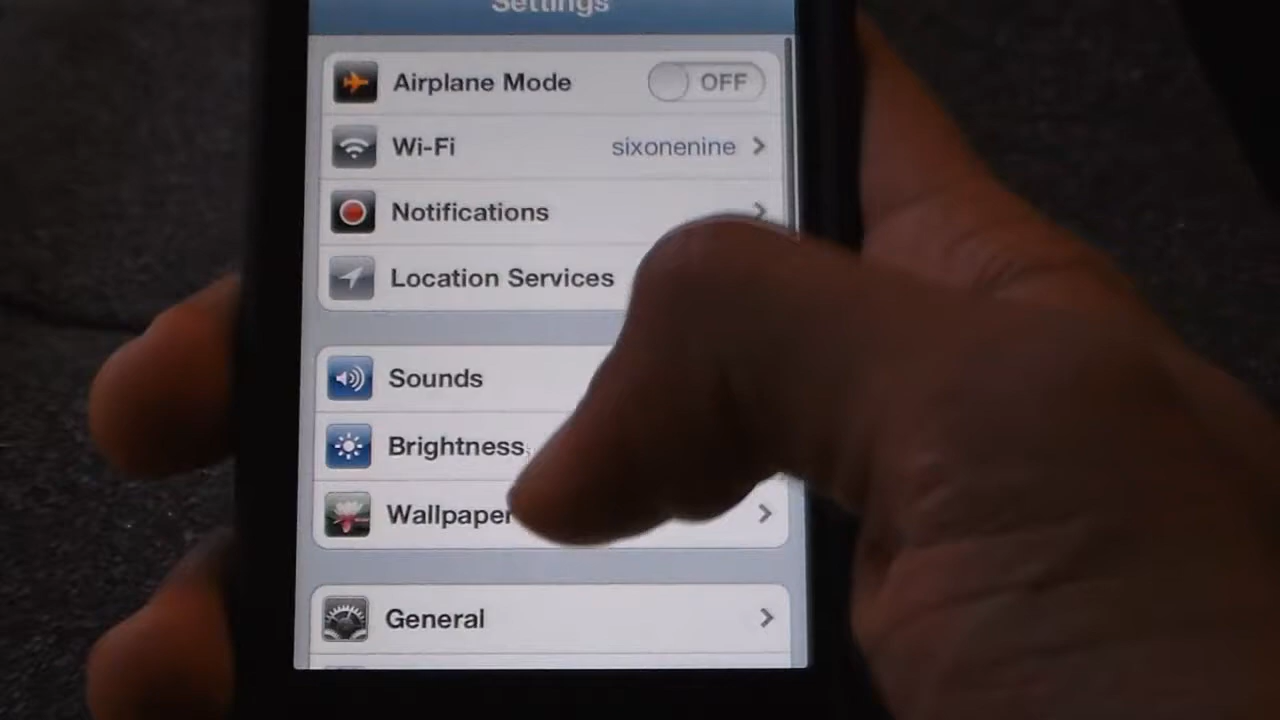 Settings
Airplane Mode OFF
Wi-Fi sixonenine
Notifications
Location Services
Sounds
Brightness
Wallpaper
General